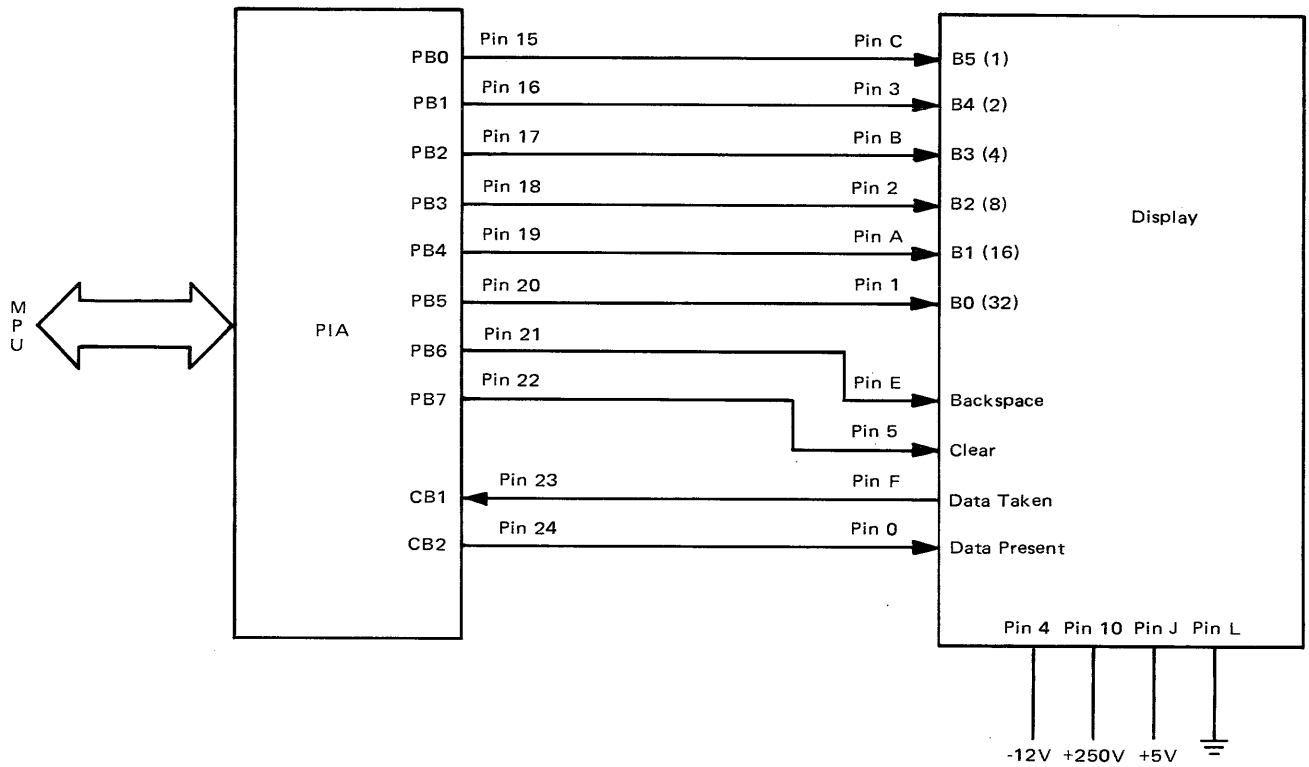 Pin 15 Pin C
PB0 B5 (1)
Pin 16 Pin 3
PB1 B4 (2)
Pin 17 Pin B
PB2 B3 (4)
Pin 18 Pin 2
PB3 B2 (8)
Display
Pin 19 Pin A
PB4 B1 (16)
Pin 20 Pin 1
PB5 B0 (32)
MPU
PIA
Pin 21
PB6
Pin 22 Pin E
PB7 Backspace
Pin 5
Clear
Pin 23 Pin F
CB1 Data Taken
Pin 24 Pin 0
CB2 Data Present
Pin 4 Pin 10 Pin J Pin L
-12V +250V +5V